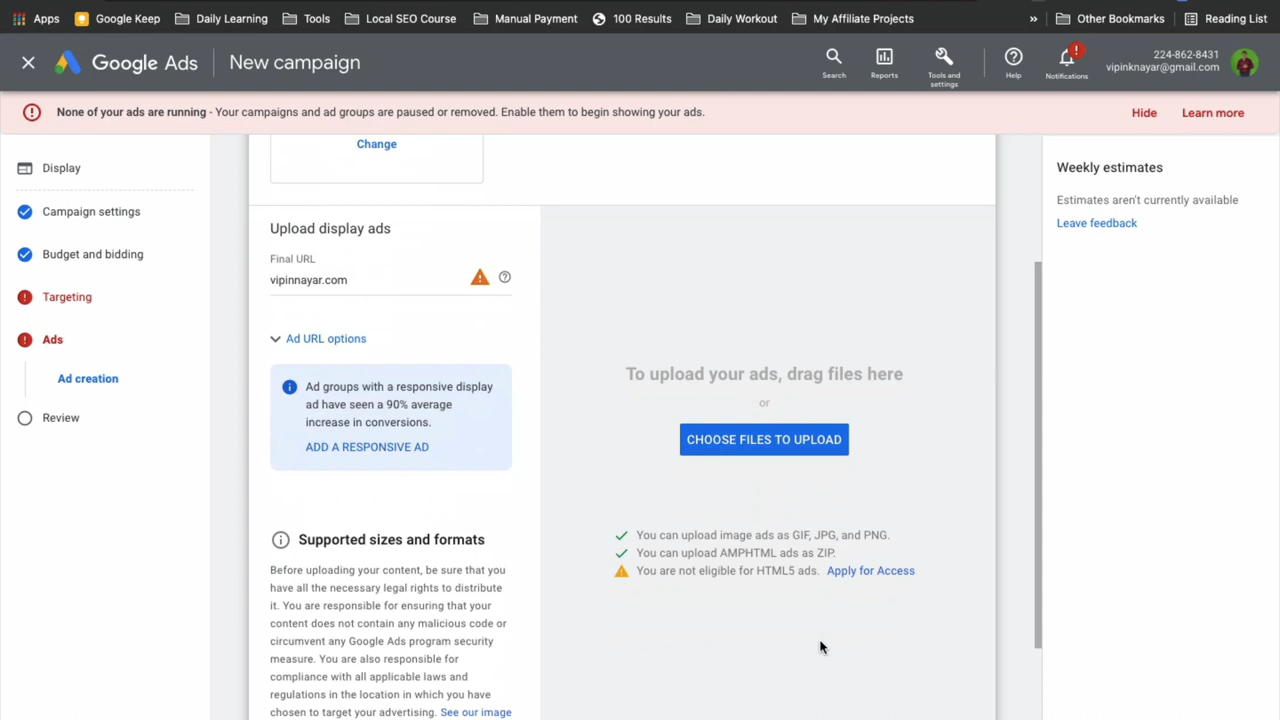 Apps Google Keep Daily Learning Tools Local SEO Course Manual Payment 100 Results Daily Workout My Affiliate Projects » Other Bookmarks Reading List
Google Ads New campaign
Search
Reports
Tools and
settings
Help
Notifications
224-862-8431
vipinknayar@gmail.com
None of your ads are running - Your campaigns and ad groups are paused or removed. Enable them to begin showing your ads.
Hide Learn more
Display
Campaign settings
Budget and bidding
Targeting
Ads
Ad creation
Review
Change
Upload display ads
Final URL
vipinnayar.com
Ad URL options
Ad groups with a responsive display
ad have seen a 90% average
increase in conversions.
ADD A RESPONSIVE AD
Supported sizes and formats
Before uploading your content, be sure that you
have all the necessary legal rights to distribute
it. You are responsible for ensuring that your
content does not contain any malicious code or
circumvent any Google Ads program security
measure. You are also responsible for
compliance with all applicable laws and
regulations in the location in which you have
chosen to target your advertising. See our image
To upload your ads, drag files here
or
CHOOSE FILES TO UPLOAD
You can upload image ads as GIF, JPG, and PNG.
You can upload AMPHTML ads as ZIP.
You are not eligible for HTML5 ads. Apply for Access
Weekly estimates
Estimates aren't currently available
Leave feedback